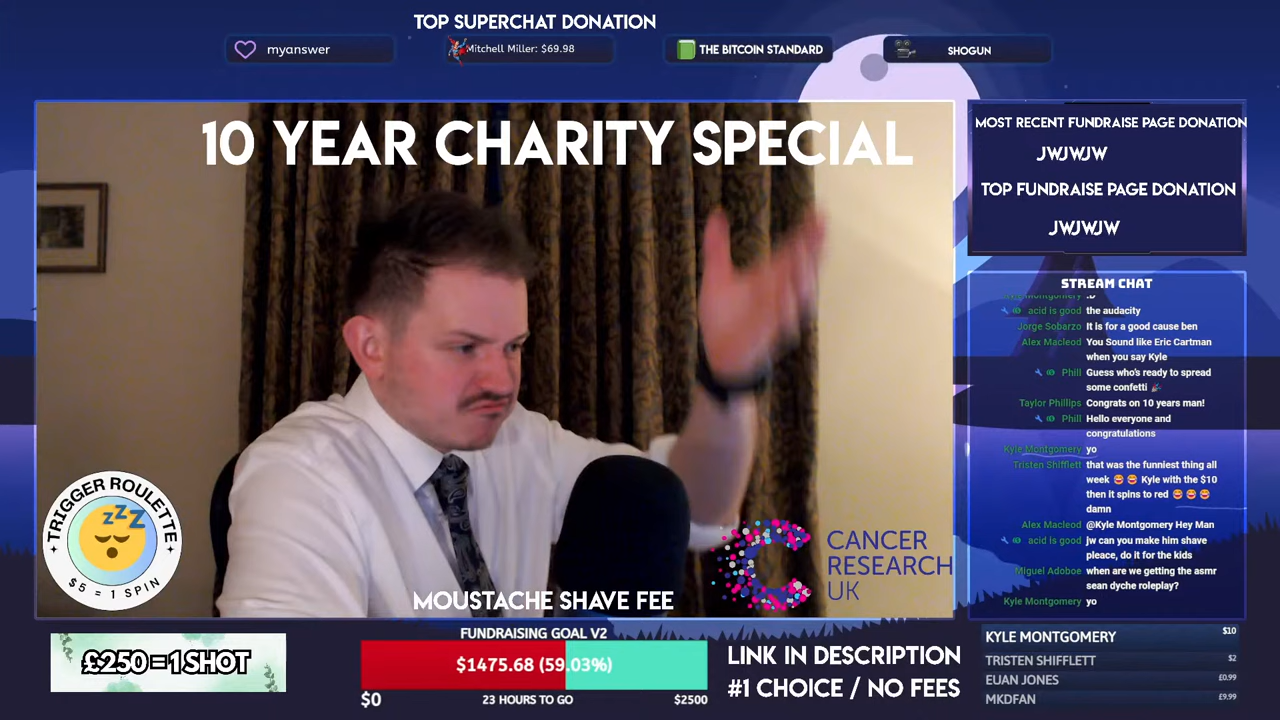 TOP SUPERCHAT DONATION
myanswer
Mitchell Miller: $69.98
THE BITCOIN STANDARD
SHOGUN
10 YEAR CHARITY SPECIAL
MOST RECENT FUNDRAISE PAGE DONATION
JWJWJW
TOP FUNDRAISE PAGE DONATION
JWJWJW
STREAM CHAT
Kyle Montgomery :D
acid is good the audacity
Jorge Sobarzo It is for a good cause ben
Alex Macleod You Sound like Eric Cartman
when you say Kyle
Phill Guess who's ready to spread
some confetti 🎉
Taylor Phillips Congrats on 10 years man!
Phill Hello everyone and
congratulations
Kyle Montgomery yo
Tristen Shifflett that was the funniest thing all
week 🥰 🥰 Kyle with the $10
then it spins to red 🥰 🥰 🥰
damn
Alex Macleod @Kyle Montgomery Hey Man
acid is good jw can you make him shave
pleace, do it for the kids
Miguel Adoboe when are we getting the asmr
sean dyche roleplay?
Kyle Montgomery yo
TRIGGER ROULETTE
zzZ
$5 = 1 SPIN
CANCER
RESEARCH
UK
MOUSTACHE SHAVE FEE
£250 = 1 SHOT
FUNDRAISING GOAL V2
$1475.68 (59.03%)
$0
23 HOURS TO GO
$2500
LINK IN DESCRIPTION
#1 CHOICE / NO FEES
KYLE MONTGOMERY $10
TRISTEN SHIFFLETT $2
EUAN JONES £0.99
MKDFAN £9.99